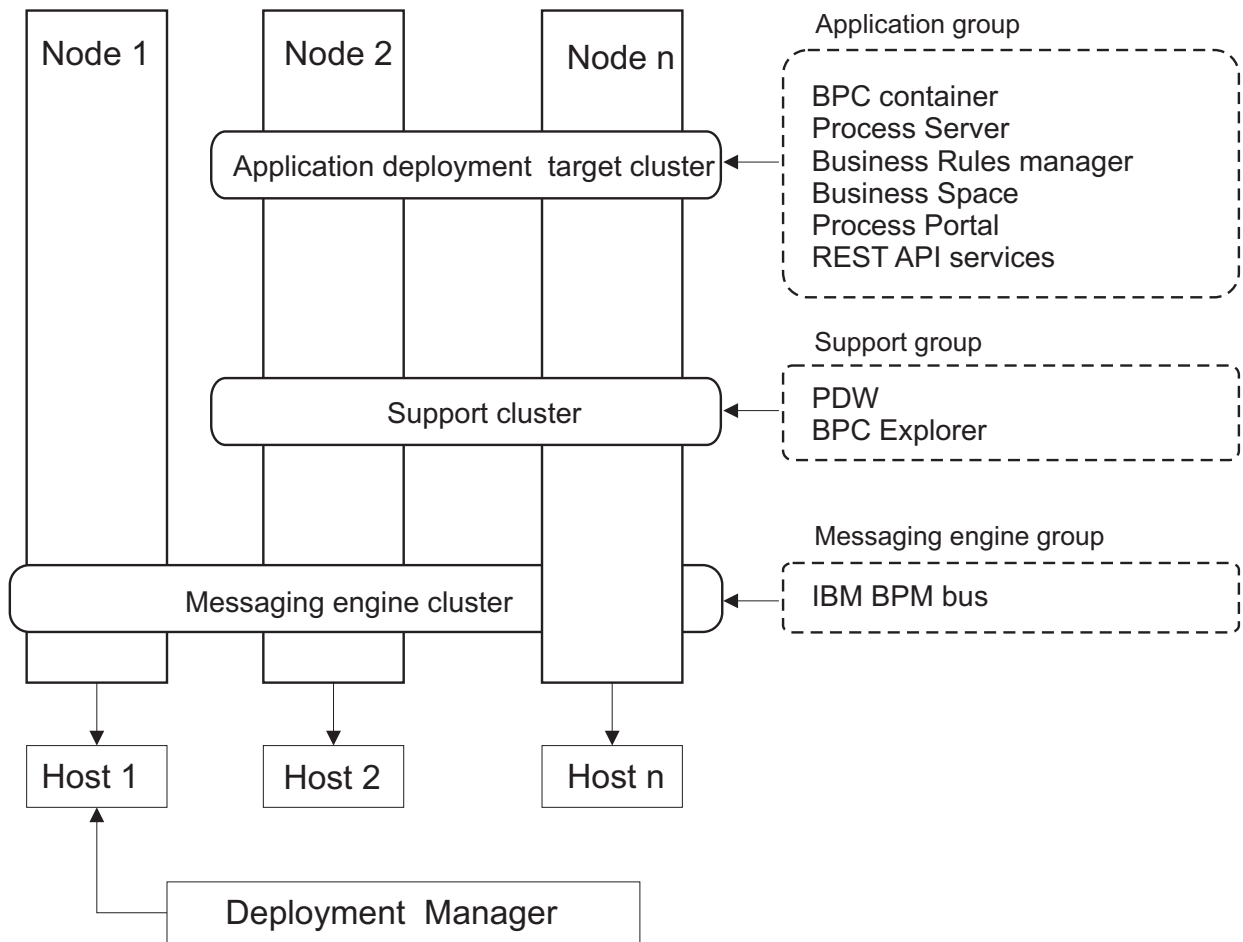 Node 1
Node 2
Node n
Application group
BPC container
Process Server
Business Rules manager
Business Space
Process Portal
REST API services
Application deployment target cluster
Support group
PDW
BPC Explorer
Support cluster
Messaging engine group
IBM BPM bus
Messaging engine cluster
Host 1
Host 2
Host n
Deployment Manager